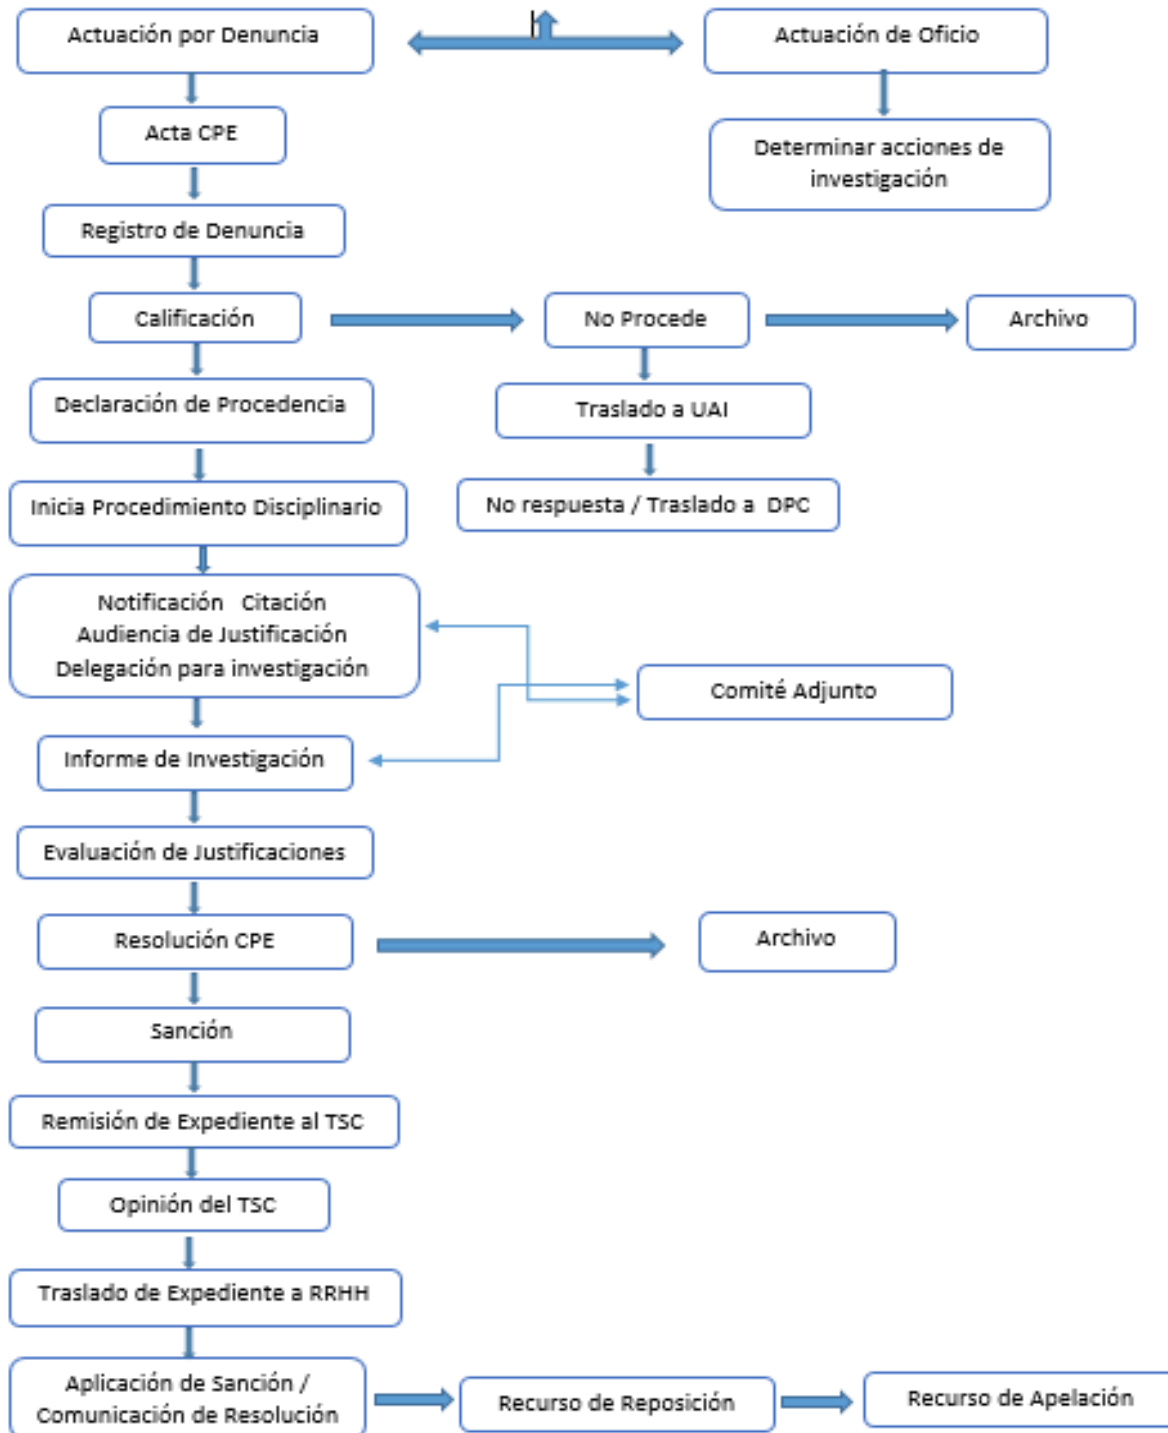 Actuación por Denuncia
Actuación de Oficio
Acta CPE
Determinar acciones de
investigación
Registro de Denuncia
Calificación
No Procede
Archivo
Declaración de Procedencia
Traslado a UAI
Inicia Procedimiento Disciplinario
No respuesta / Traslado a DPC
Notificación Citación
Audiencia de Justificación
Delegación para investigación
Comité Adjunto
Informe de Investigación
Evaluación de Justificaciones
Resolución CPE
Archivo
Sanción
Remisión de Expediente al TSC
Opinión del TSC
Traslado de Expediente a RRHH
Aplicación de Sanción /
Comunicación de Resolución
Recurso de Reposición
Recurso de Apelación